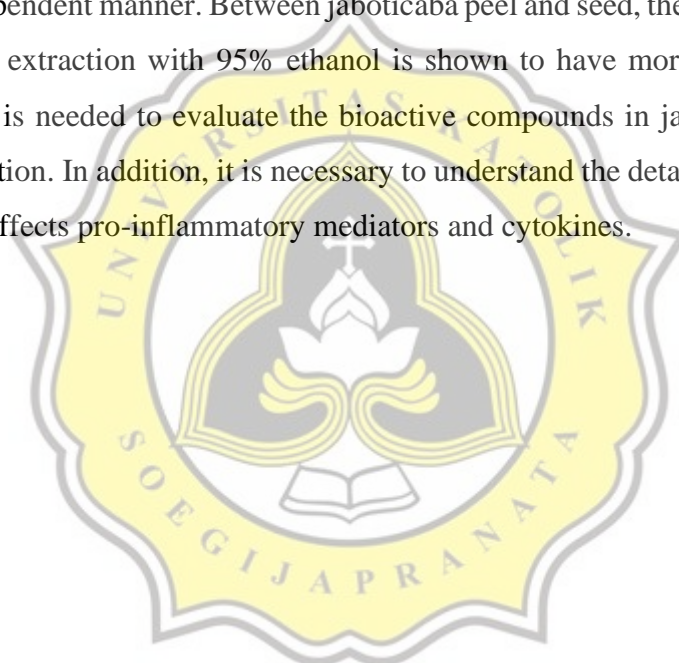 pendent manner. Between jaboticaba peel and seed, the
extraction with 95% ethanol is shown to have mor
is needed to evaluate the bioactive compounds in ja
tion. In addition, it is necessary to understand the deta
ffects pro-inflammatory mediators and cytokines.
UNIVERSITAS KATOLIK
SOEGIJAPRANATA